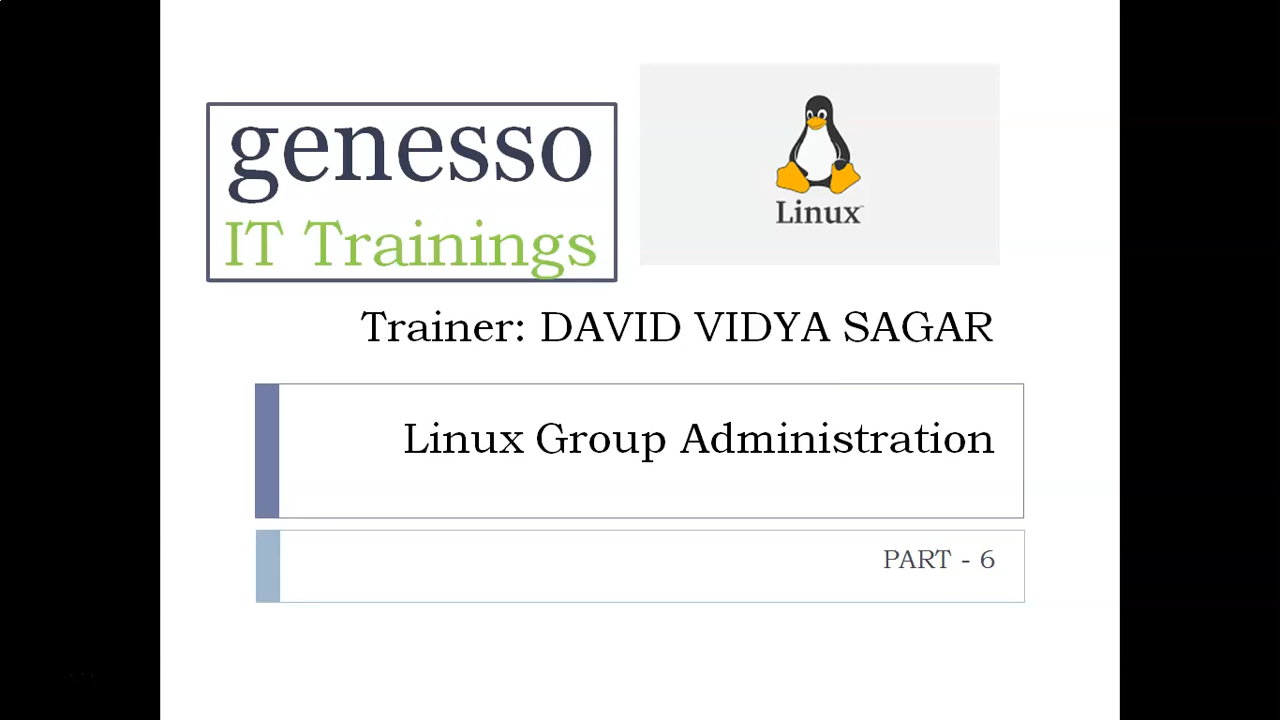 genesso
IT Trainings
Linux
Trainer: DAVID VIDYA SAGAR
Linux Group Administration
PART - 6